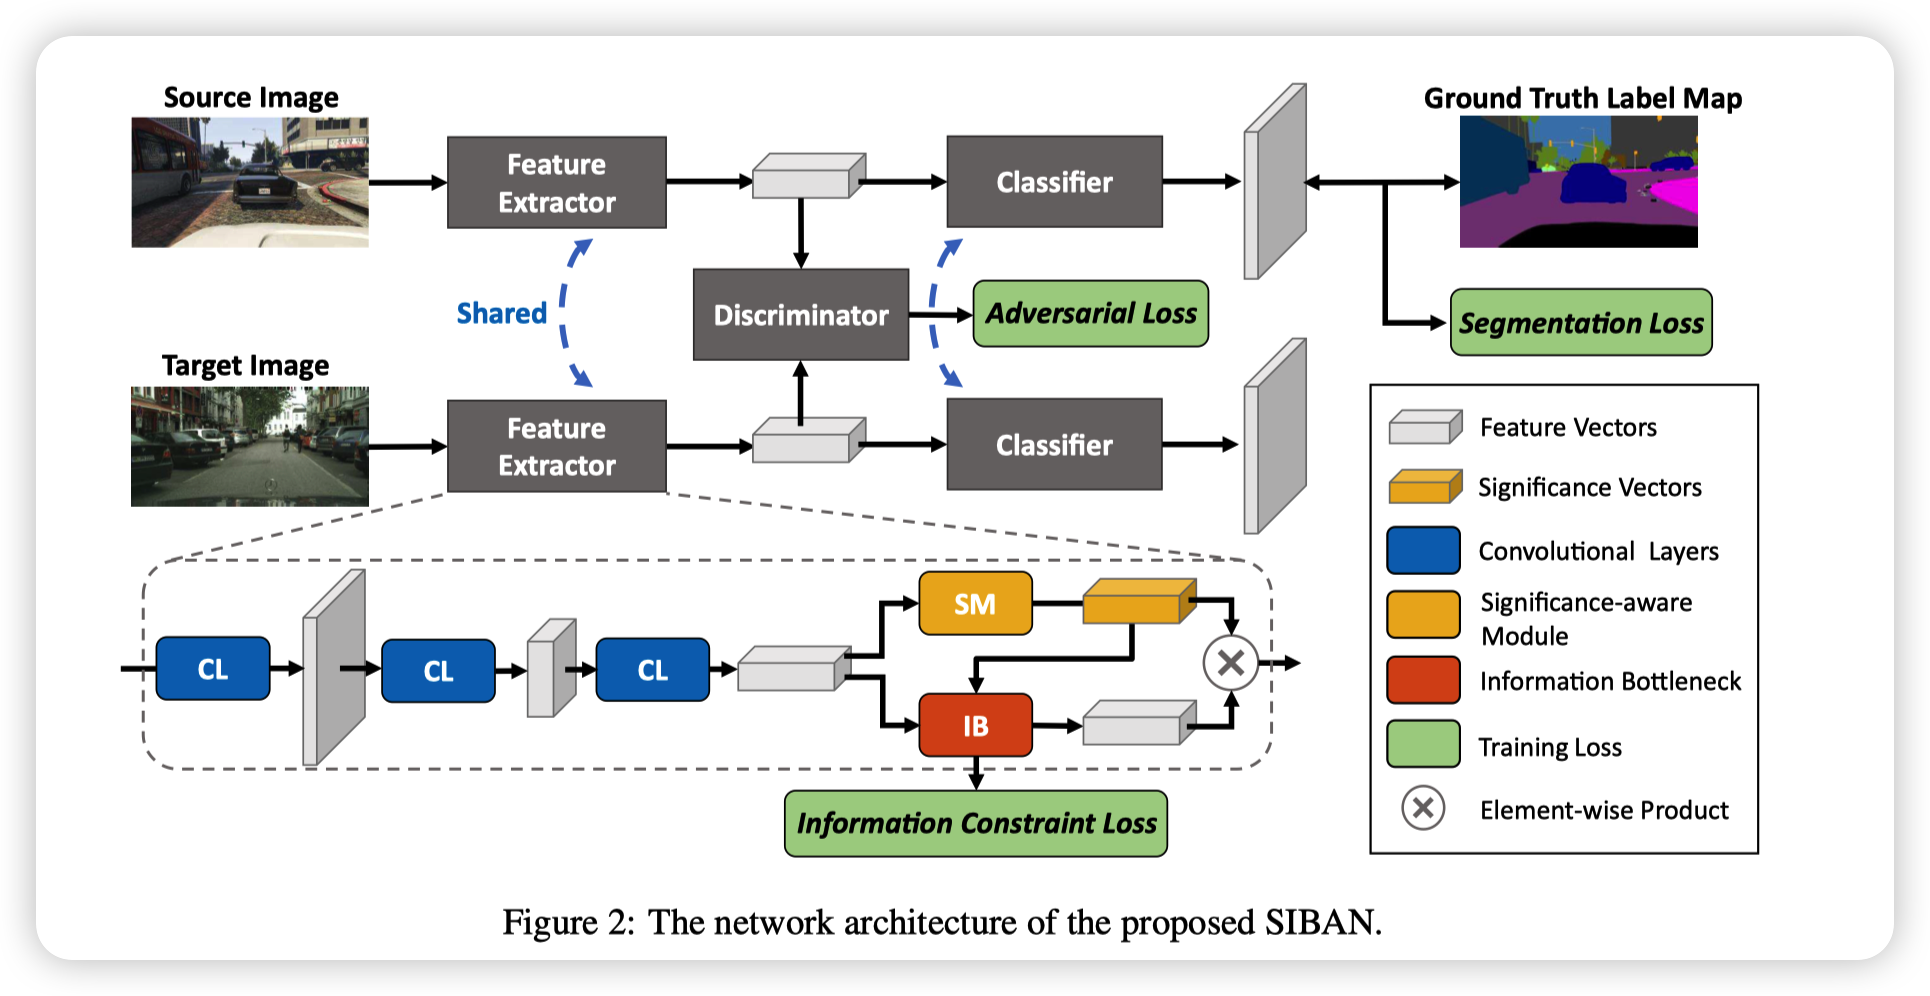 Source Image
Ground Truth Label Map
Feature
Extractor
Classifier
Shared
Discriminator
Adversarial Loss
Segmentation Loss
Target Image
Feature
Extractor
Classifier
CL
CL
CL
SM
IB
Information Constraint Loss
Feature Vectors
Significance Vectors
Convolutional Layers
Significance-aware
Module
Information Bottleneck
Training Loss
Element-wise Product
Figure 2: The network architecture of the proposed SIBAN.